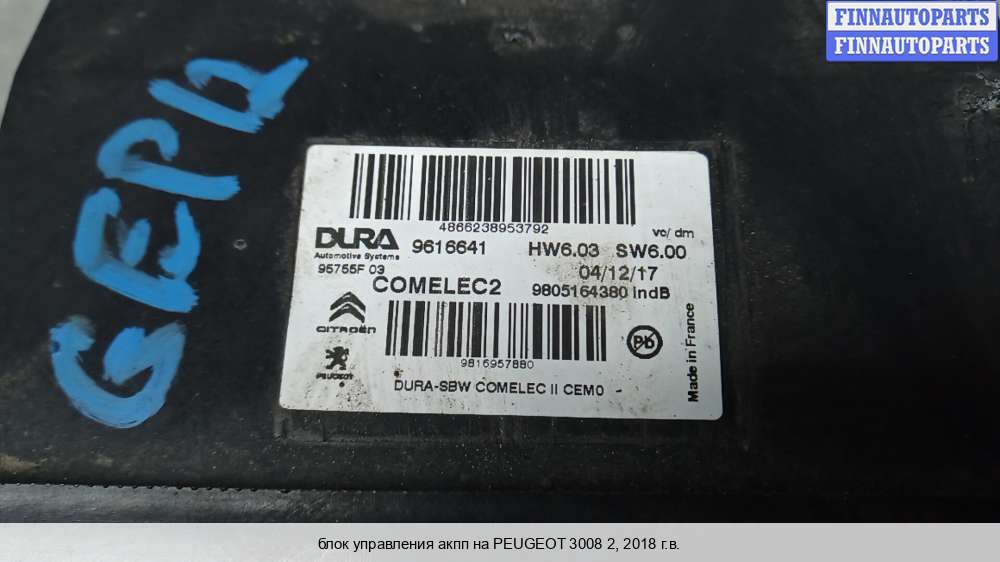 FINNAUTOPARTS
FINNAUTOPARTS
GEPQ
4866238953792
vc/ dm
DURA 9616641 HW6.03 SW6.00
Automotive Systems
95755F 03
04/12/17
COMELEC2 9805164380 IndB
CITROËN
Pb
9816957880
PEUGEOT
6
DURA-SBW COMELEC II CEM0
Made in France
блок управления акпп на PEUGEOT 3008 2, 2018 г.в.